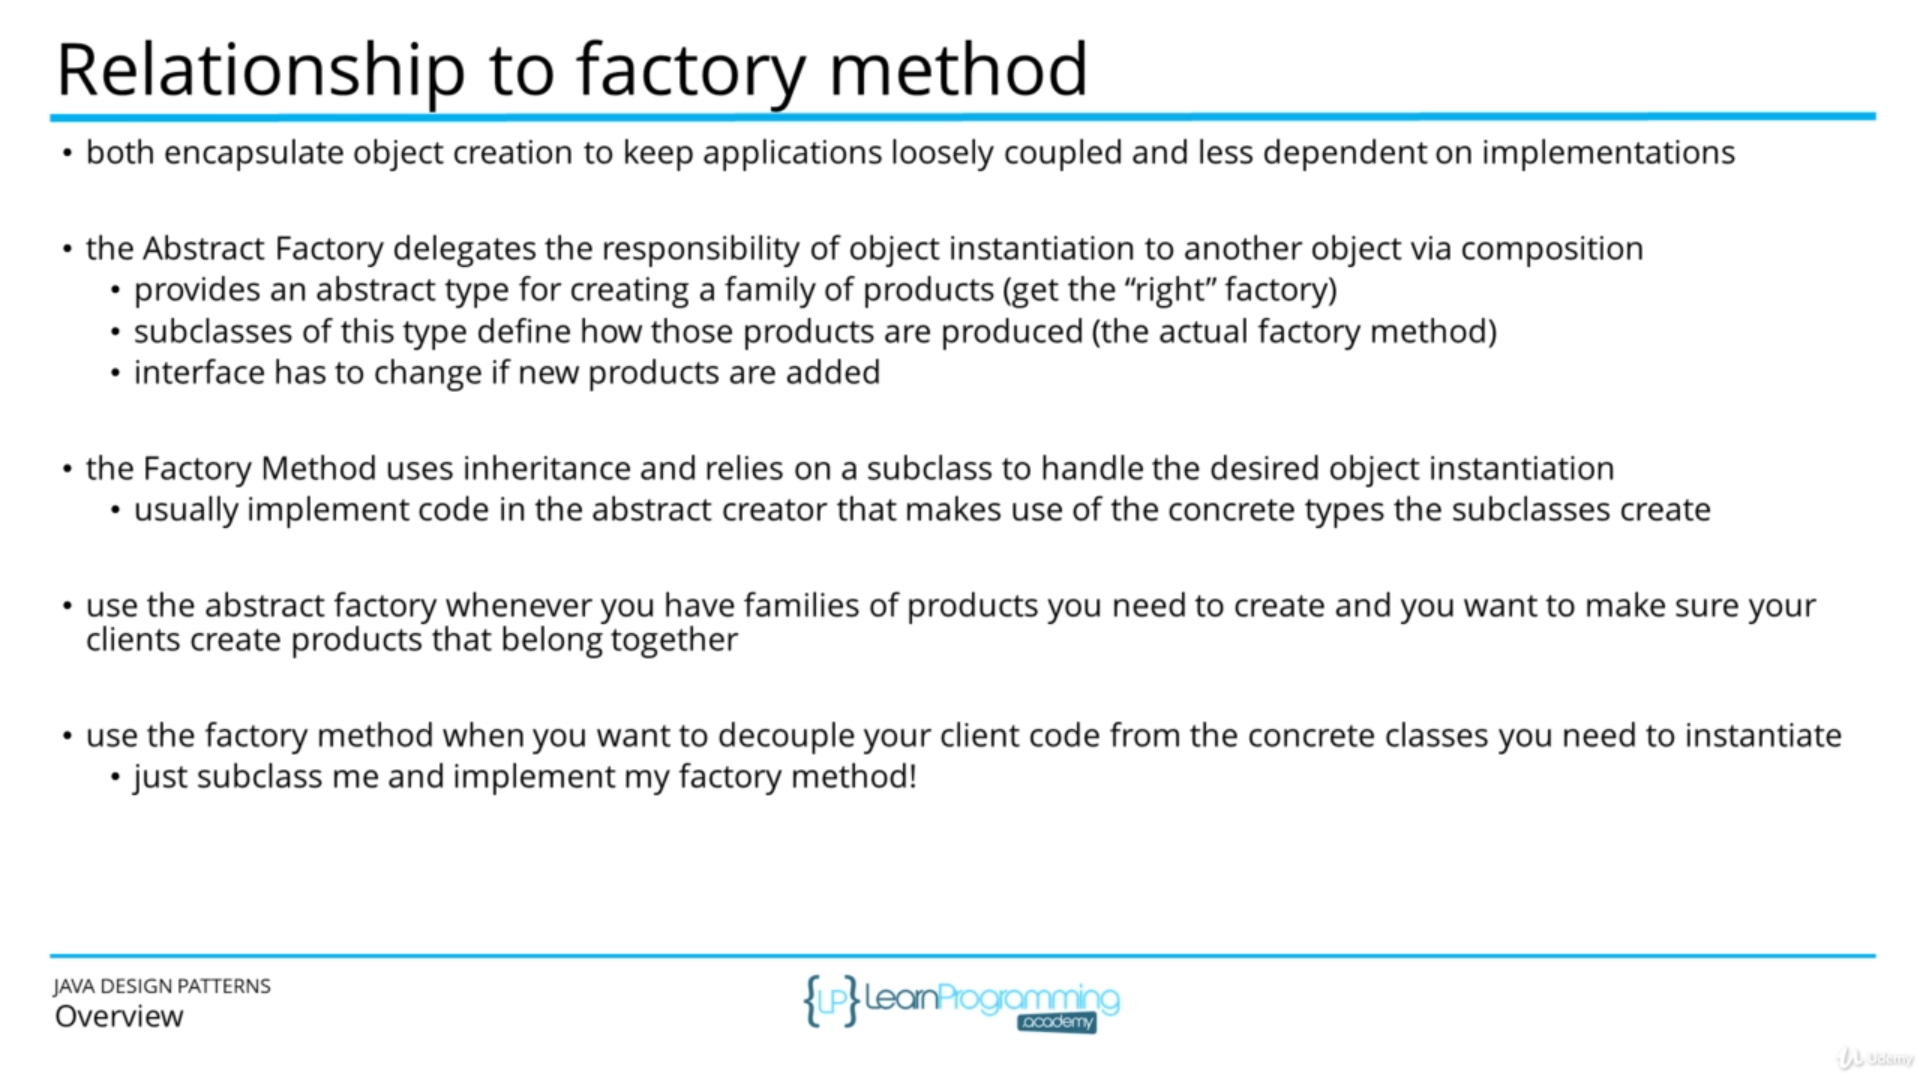 Relationship to factory method
• both encapsulate object creation to keep applications loosely coupled and less dependent on implementations
• the Abstract Factory delegates the responsibility of object instantiation to another object via composition
• provides an abstract type for creating a family of products (get the “right” factory)
• subclasses of this type define how those products are produced (the actual factory method)
• interface has to change if new products are added
• the Factory Method uses inheritance and relies on a subclass to handle the desired object instantiation
• usually implement code in the abstract creator that makes use of the concrete types the subclasses create
• use the abstract factory whenever you have families of products you need to create and you want to make sure your
clients create products that belong together
• use the factory method when you want to decouple your client code from the concrete classes you need to instantiate
• just subclass me and implement my factory method!
JAVA DESIGN PATTERNS
Overview
{LP} LearnProgramming
academy
Udemy